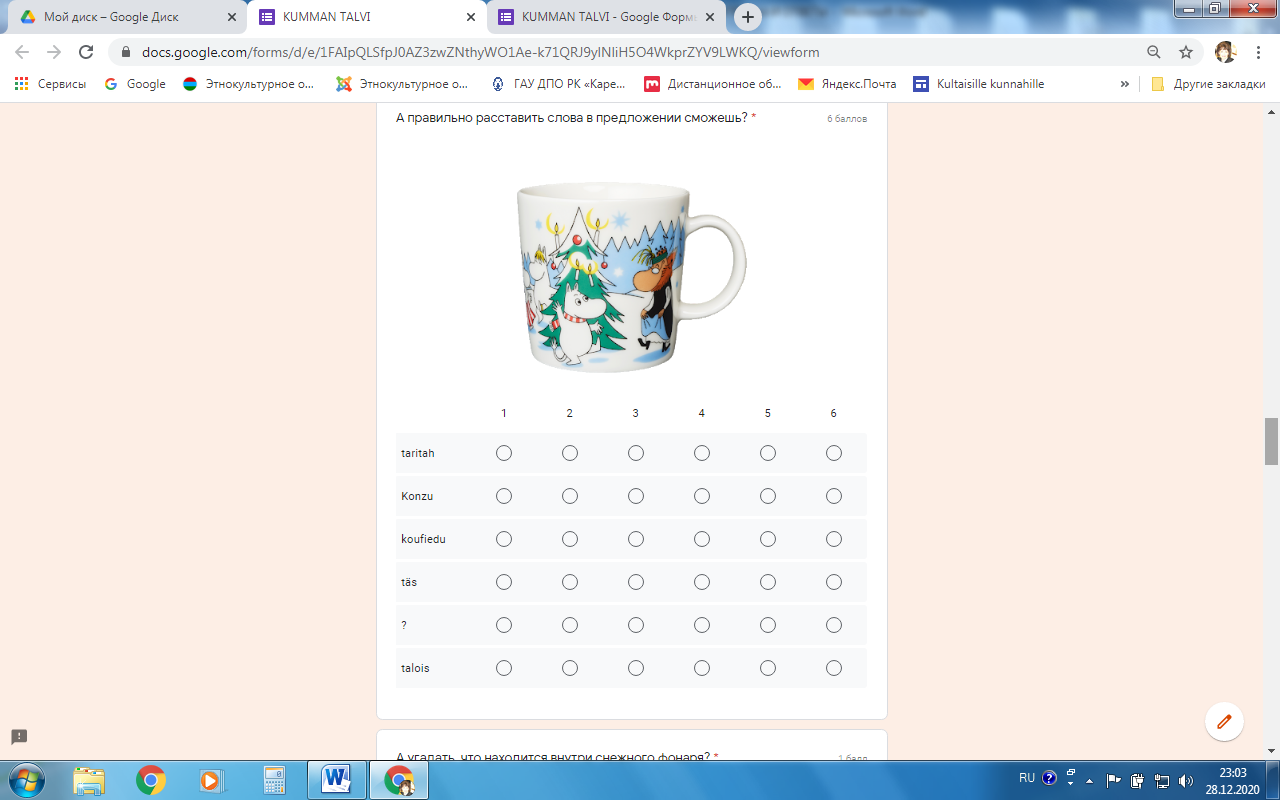 Мой диск – Google Диск
KUMMAN TALVI
KUMMAN TALVI - Google Форм
docs.google.com/forms/d/e/1FAIpQLSfpJ0AZ3zwZNthyWO1Ae-k71QRJ9ylNliH5O4WkprZYV9LWKQ/viewform
Сервисы
Google
Этнокультурное о...
Этнокультурное о...
ГАУ ДПО РК «Каре...
Дистанционное об...
Яндекс.Почта
Kultaisille kunnahille
»
Другие закладки
А правильно расставить слова в предложении сможешь? *
6 баллов
1 2 3 4 5 6
taritah
Konzu
koufiedu
täs
?
talois
А угадать, что находится внутри снежного фонаря? *
1 балл
RU
23:03
28.12.2020